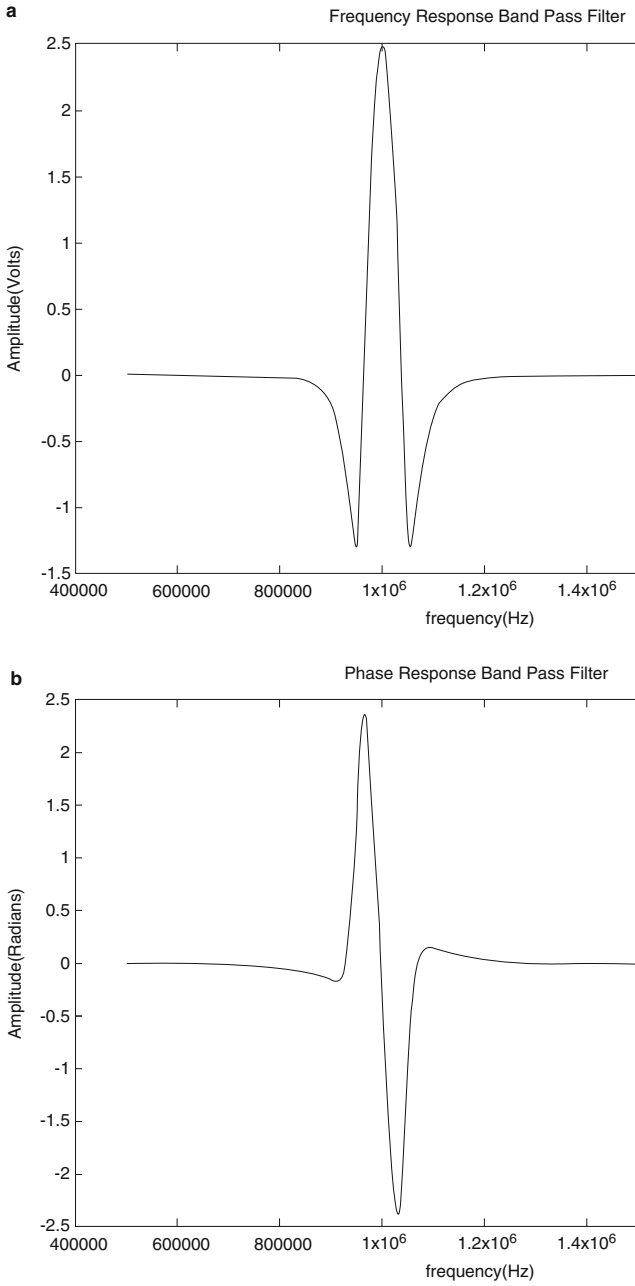 a
Frequency Response Band Pass Filter
2.5
2
1.5
1
0.5
0
-0.5
-1
-1.5
Amplitude(Volts)
400000 600000 800000 1x10⁶ 1.2x10⁶ 1.4x10⁶
frequency(Hz)
b
Phase Response Band Pass Filter
2.5
2
1.5
1
0.5
0
-0.5
-1
-1.5
-2
-2.5
Amplitude(Radians)
400000 600000 800000 1x10⁶ 1.2x10⁶ 1.4x10⁶
frequency(Hz)